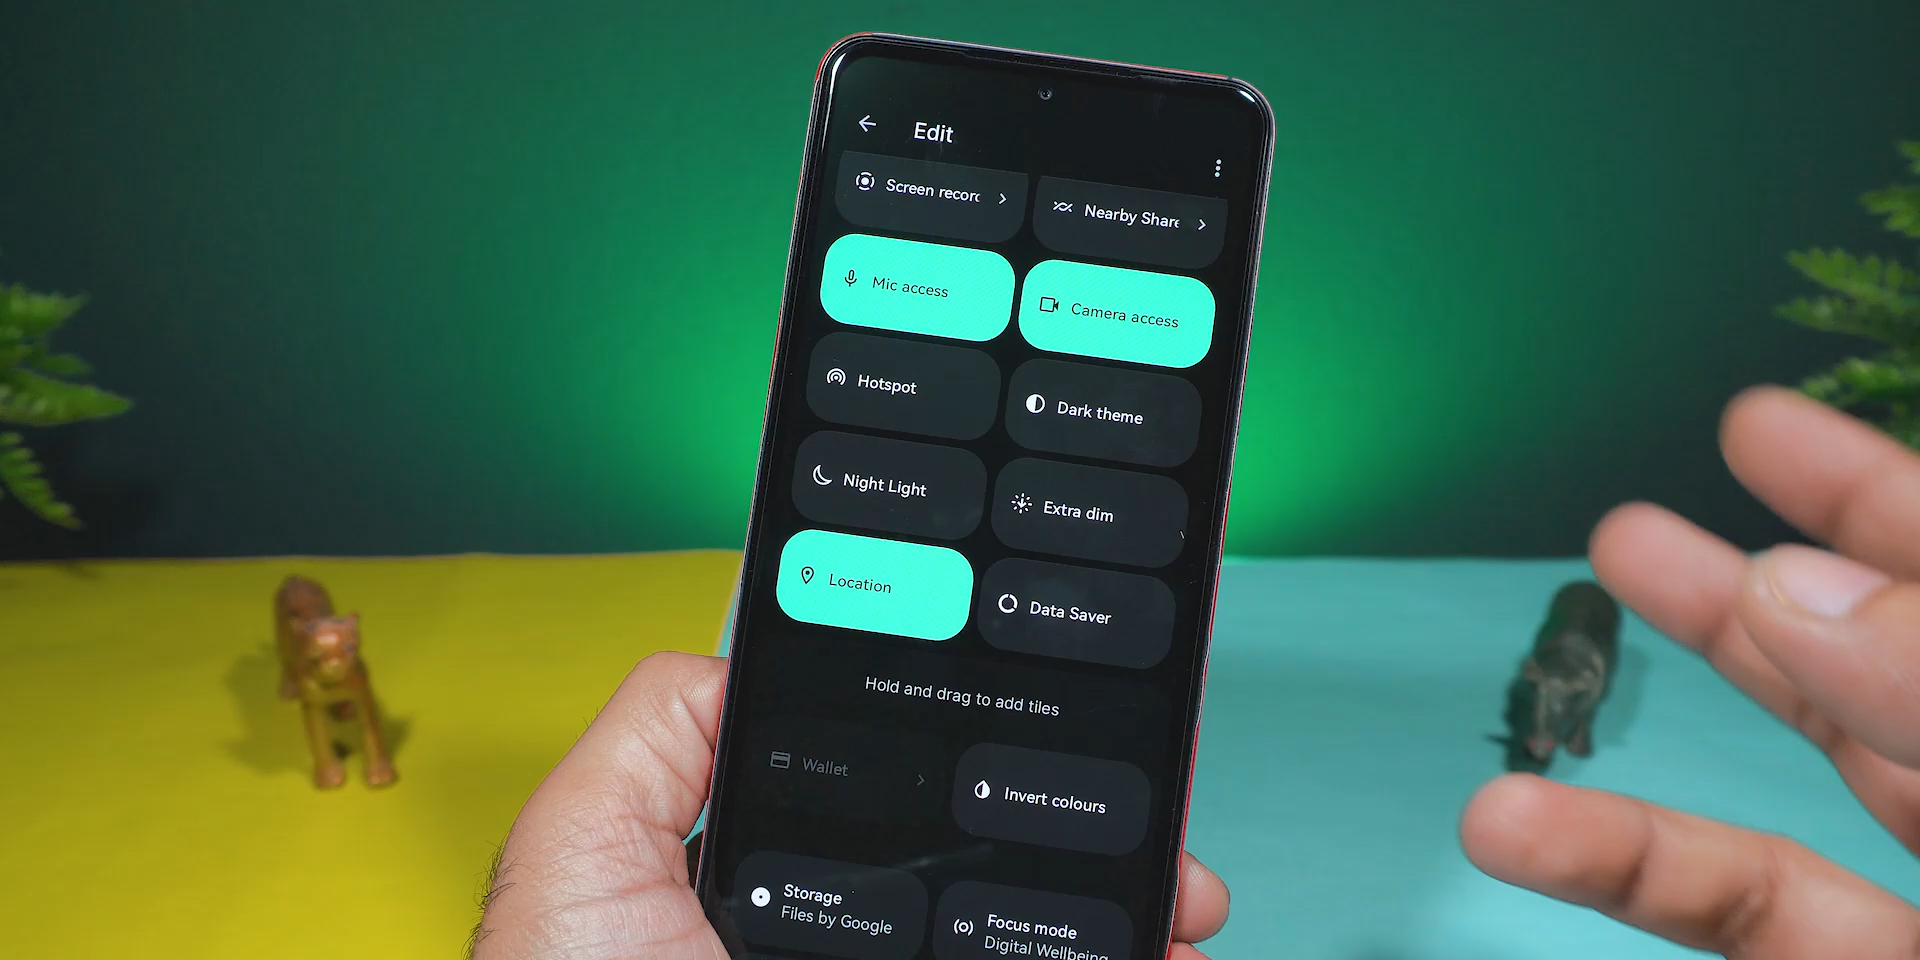 Edit
Screen recor
Nearby Shar
Mic access
Camera access
Hotspot
Dark theme
Night Light
Extra dim
Location
Data Saver
Hold and drag to add tiles
Wallet
Invert colours
Storage
Files by Google
Focus mode
Digital Wellbeing